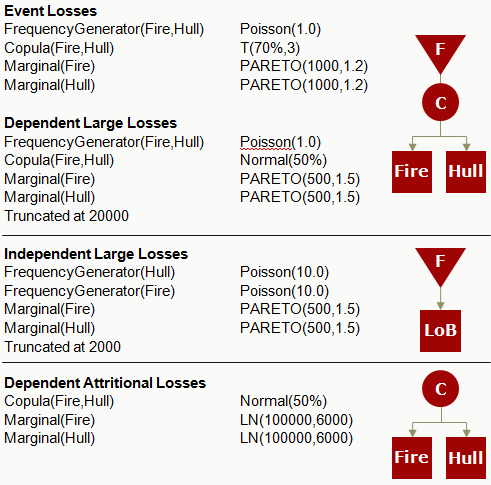 Event Losses
FrequencyGenerator(Fire,Hull) Poisson(1.0)
Copula(Fire,Hull) T(70%,3)
Marginal(Fire) PARETO(1000,1.2)
Marginal(Hull) PARETO(1000,1.2)
F
C
Fire Hull
Dependent Large Losses
FrequencyGenerator(Fire,Hull) Poisson(1.0)
Copula(Fire,Hull) Normal(50%)
Marginal(Fire) PARETO(500,1.5)
Marginal(Hull) PARETO(500,1.5)
Truncated at 20000
Independent Large Losses
FrequencyGenerator(Hull) Poisson(10.0)
FrequencyGenerator(Fire) Poisson(10.0)
Marginal(Fire) PARETO(500,1.5)
Marginal(Hull) PARETO(500,1.5)
Truncated at 2000
F
LoB
Dependent Attritional Losses
Copula(Fire,Hull) Normal(50%)
Marginal(Fire) LN(100000,6000)
Marginal(Hull) LN(100000,6000)
C
Fire Hull